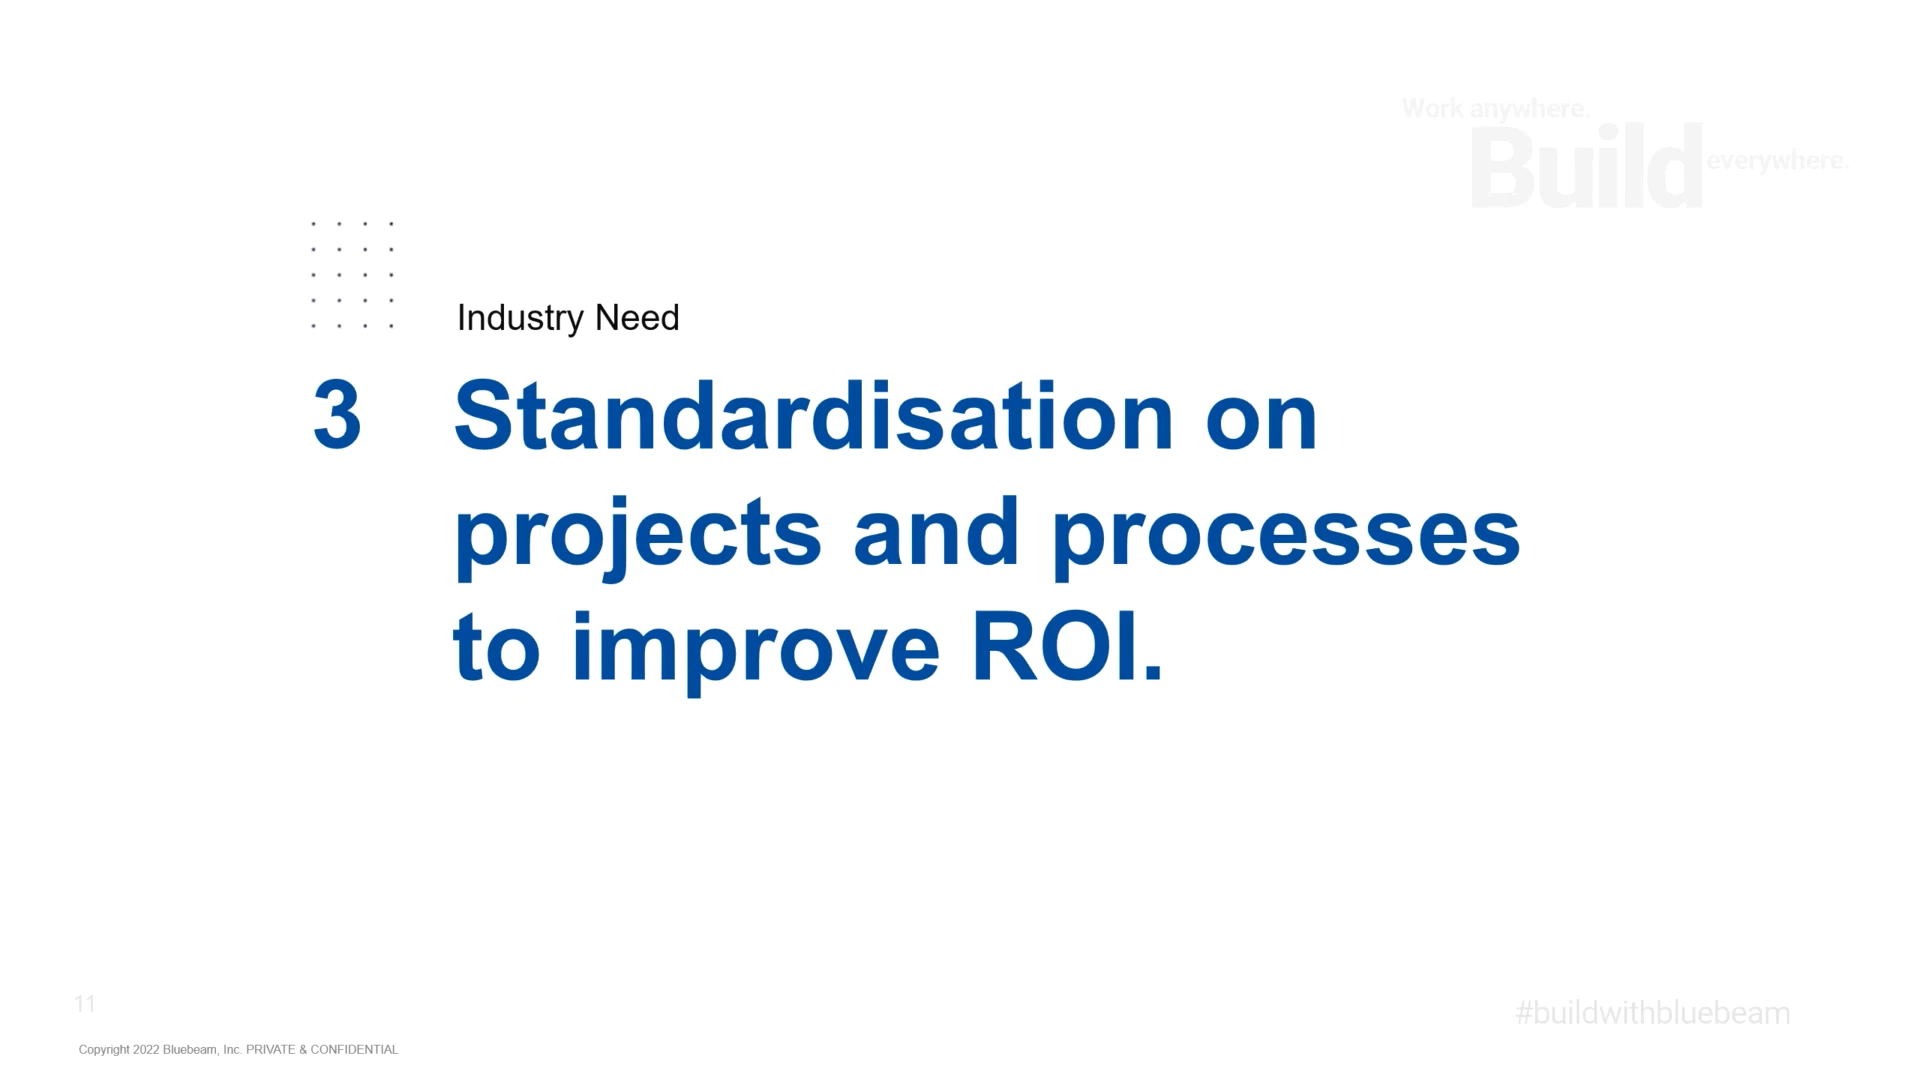 Work anywhere.
Build everywhere.
Industry Need
3 Standardisation on
projects and processes
to improve ROI.
11
#buildwithbluebeam
Copyright 2022 Bluebeam, Inc. PRIVATE & CONFIDENTIAL